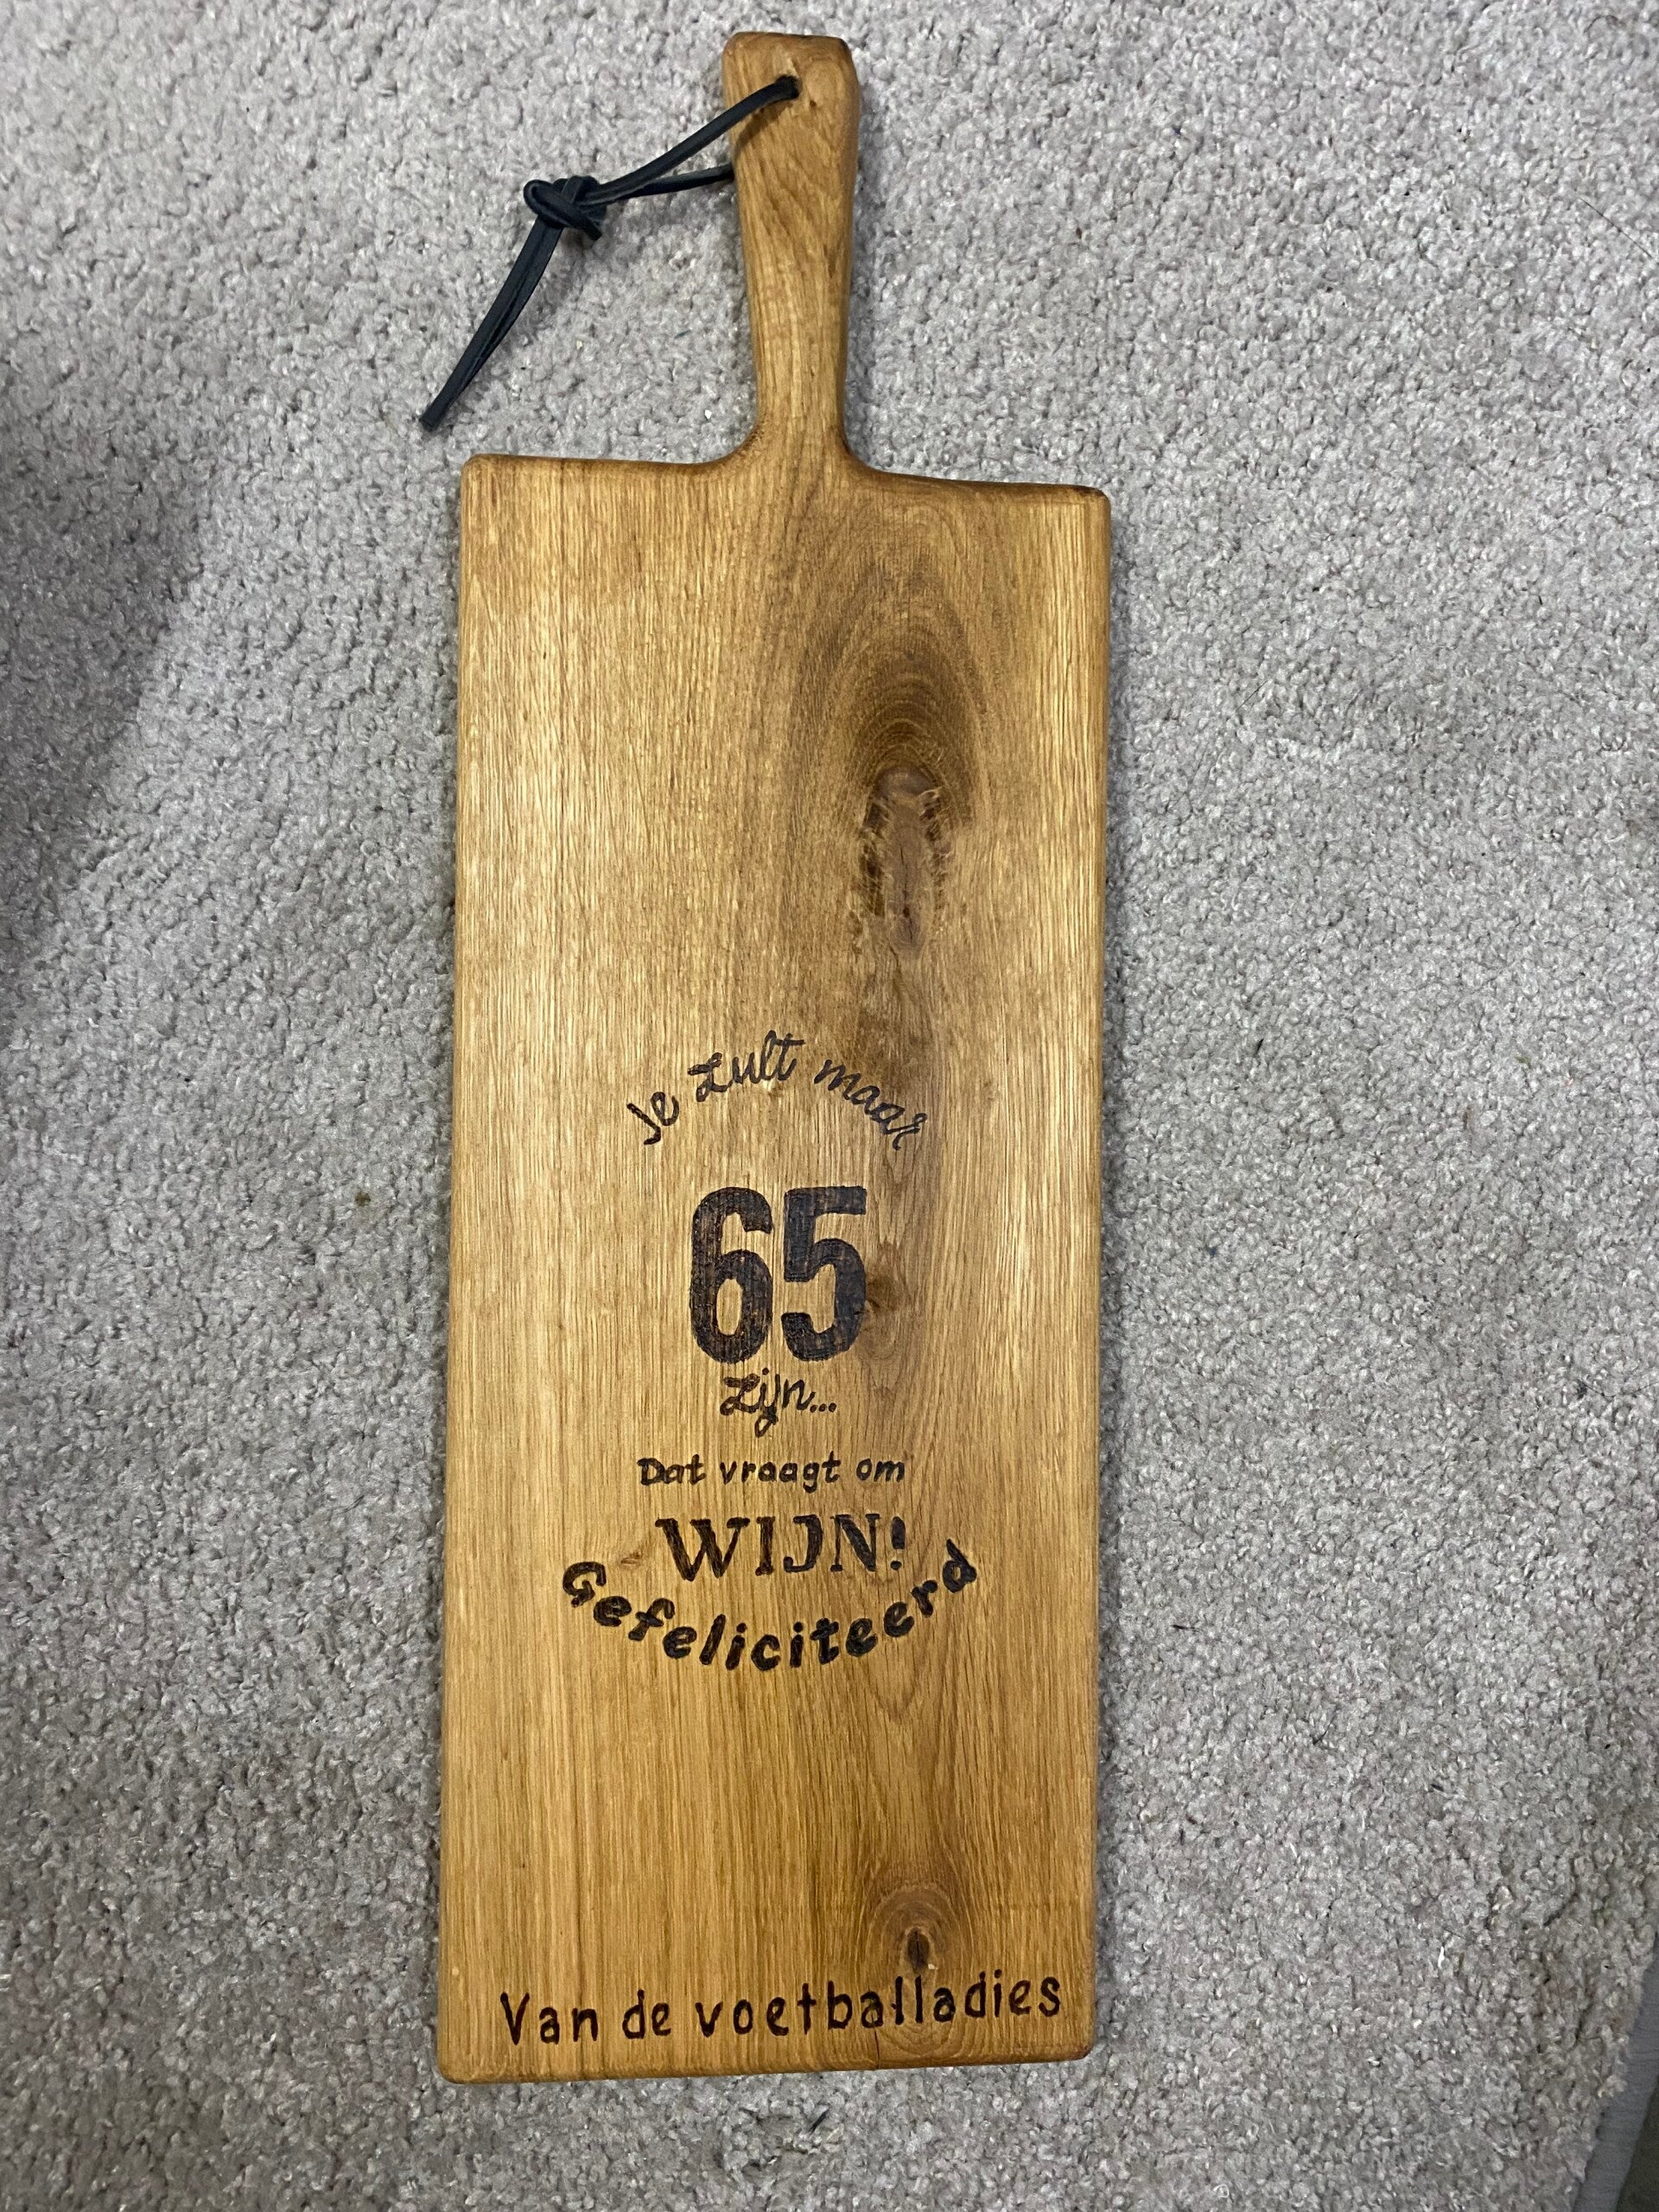 Je zult maar
65
zijn...
Dat vraagt om
WIJN!
Gefeliciteerd
Van de voetballadies